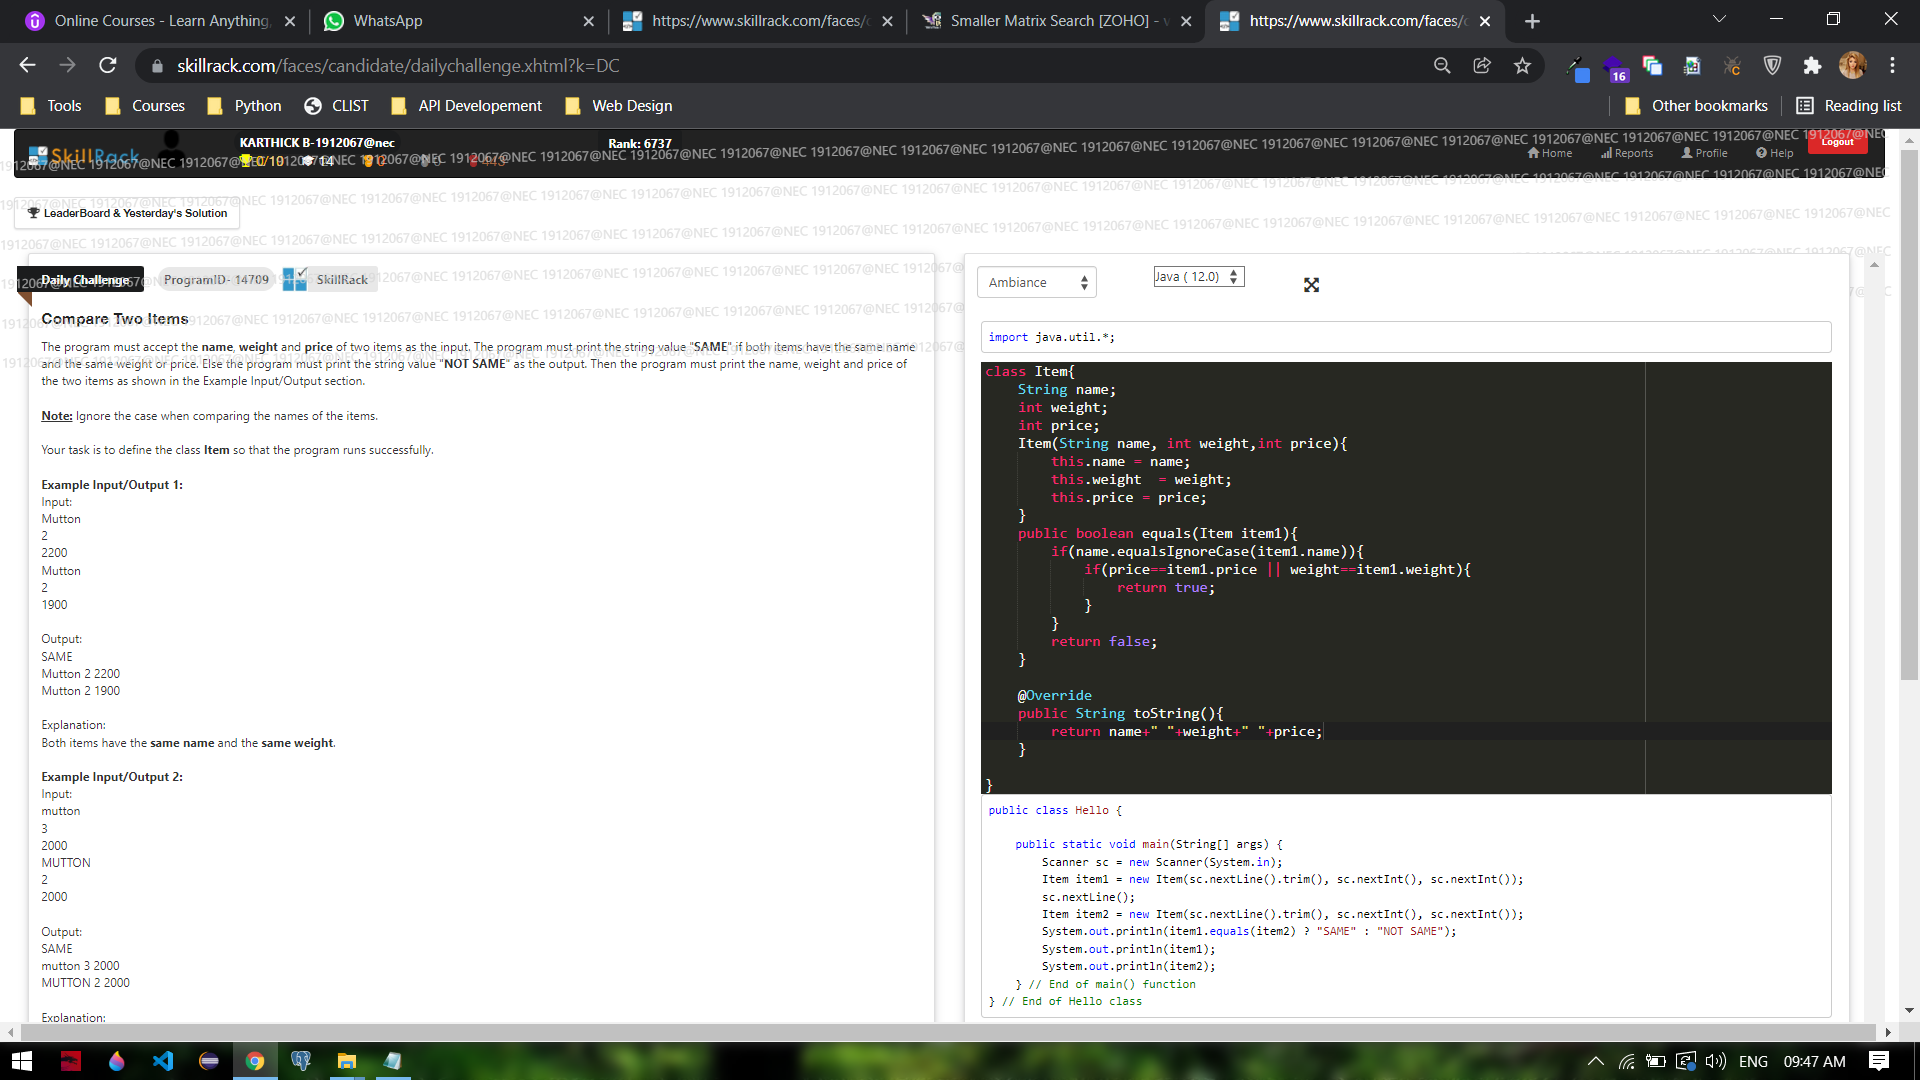 Online Courses - Learn Anything,
WhatsApp
https://www.skillrack.com/faces/c
Smaller Matrix Search [ZOHO] -
https://www.skillrack.com/faces/c
skillrack.com/faces/candidate/dailychallenge.xhtml?k=DC
16
Tools
Courses
Python
CLIST
API Developement
Web Design
Other bookmarks
Reading list
SkillRack
KARTHICK B-1912067@nec
Rank: 6737
14
Home
Reports
Profile
Help
Logout
1912067@NEC 1912067@NEC 1912067@NEC 1912067@NEC
LeaderBoard & Yesterday's Solution
Daily Challenge
ProgramID- 14709
SkillRack
Compare Two Items
The program must accept the name, weight and price of two items as the input. The program must print the string value "SAME" if both items have the same name
and the same weight or price. Else the program must print the string value "NOT SAME" as the output. Then the program must print the name, weight and price of
the two items as shown in the Example Input/Output section.
Note: Ignore the case when comparing the names of the items.
Your task is to define the class Item so that the program runs successfully.
Example Input/Output 1:
Input:
Mutton
2
2200
Mutton
2
1900
Output:
SAME
Mutton 2 2200
Mutton 2 1900
Explanation:
Both items have the same name and the same weight.
Example Input/Output 2:
Input:
mutton
3
2000
MUTTON
2
2000
Output:
SAME
mutton 3 2000
MUTTON 2 2000
Explanation:
Ambiance
Java ( 12.0)
import java.util.*;
class Item{
String name;
int weight;
int price;
Item(String name, int weight,int price){
this.name = name;
this.weight  = weight;
this.price = price;
}
public boolean equals(Item item1){
if(name.equalsIgnoreCase(item1.name)){
if(price==item1.price || weight==item1.weight){
return true;
}
}
return false;
}
@Override
public String toString(){
return name+" "+weight+" "+price;
}
}
public class Hello {
public static void main(String[] args) {
Scanner sc = new Scanner(System.in);
Item item1 = new Item(sc.nextLine().trim(), sc.nextInt(), sc.nextInt());
sc.nextLine();
Item item2 = new Item(sc.nextLine().trim(), sc.nextInt(), sc.nextInt());
System.out.println(item1.equals(item2) ? "SAME" : "NOT SAME");
System.out.println(item1);
System.out.println(item2);
} // End of main() function
} // End of Hello class
ENG
09:47 AM